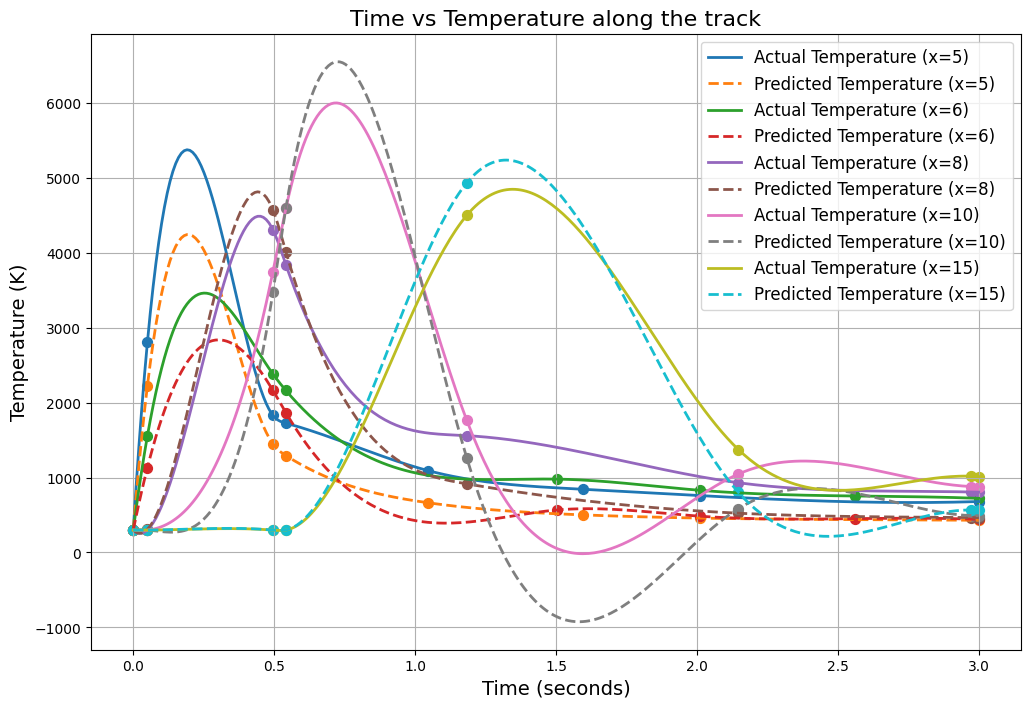 Time vs Temperature along the track
Temperature (K)
6000
5000
4000
3000
2000
1000
0
−1000
0.0
0.5
1.0
1.5
2.0
2.5
3.0
Time (seconds)
Actual Temperature (x=5)
Predicted Temperature (x=5)
Actual Temperature (x=6)
Predicted Temperature (x=6)
Actual Temperature (x=8)
Predicted Temperature (x=8)
Actual Temperature (x=10)
Predicted Temperature (x=10)
Actual Temperature (x=15)
Predicted Temperature (x=15)